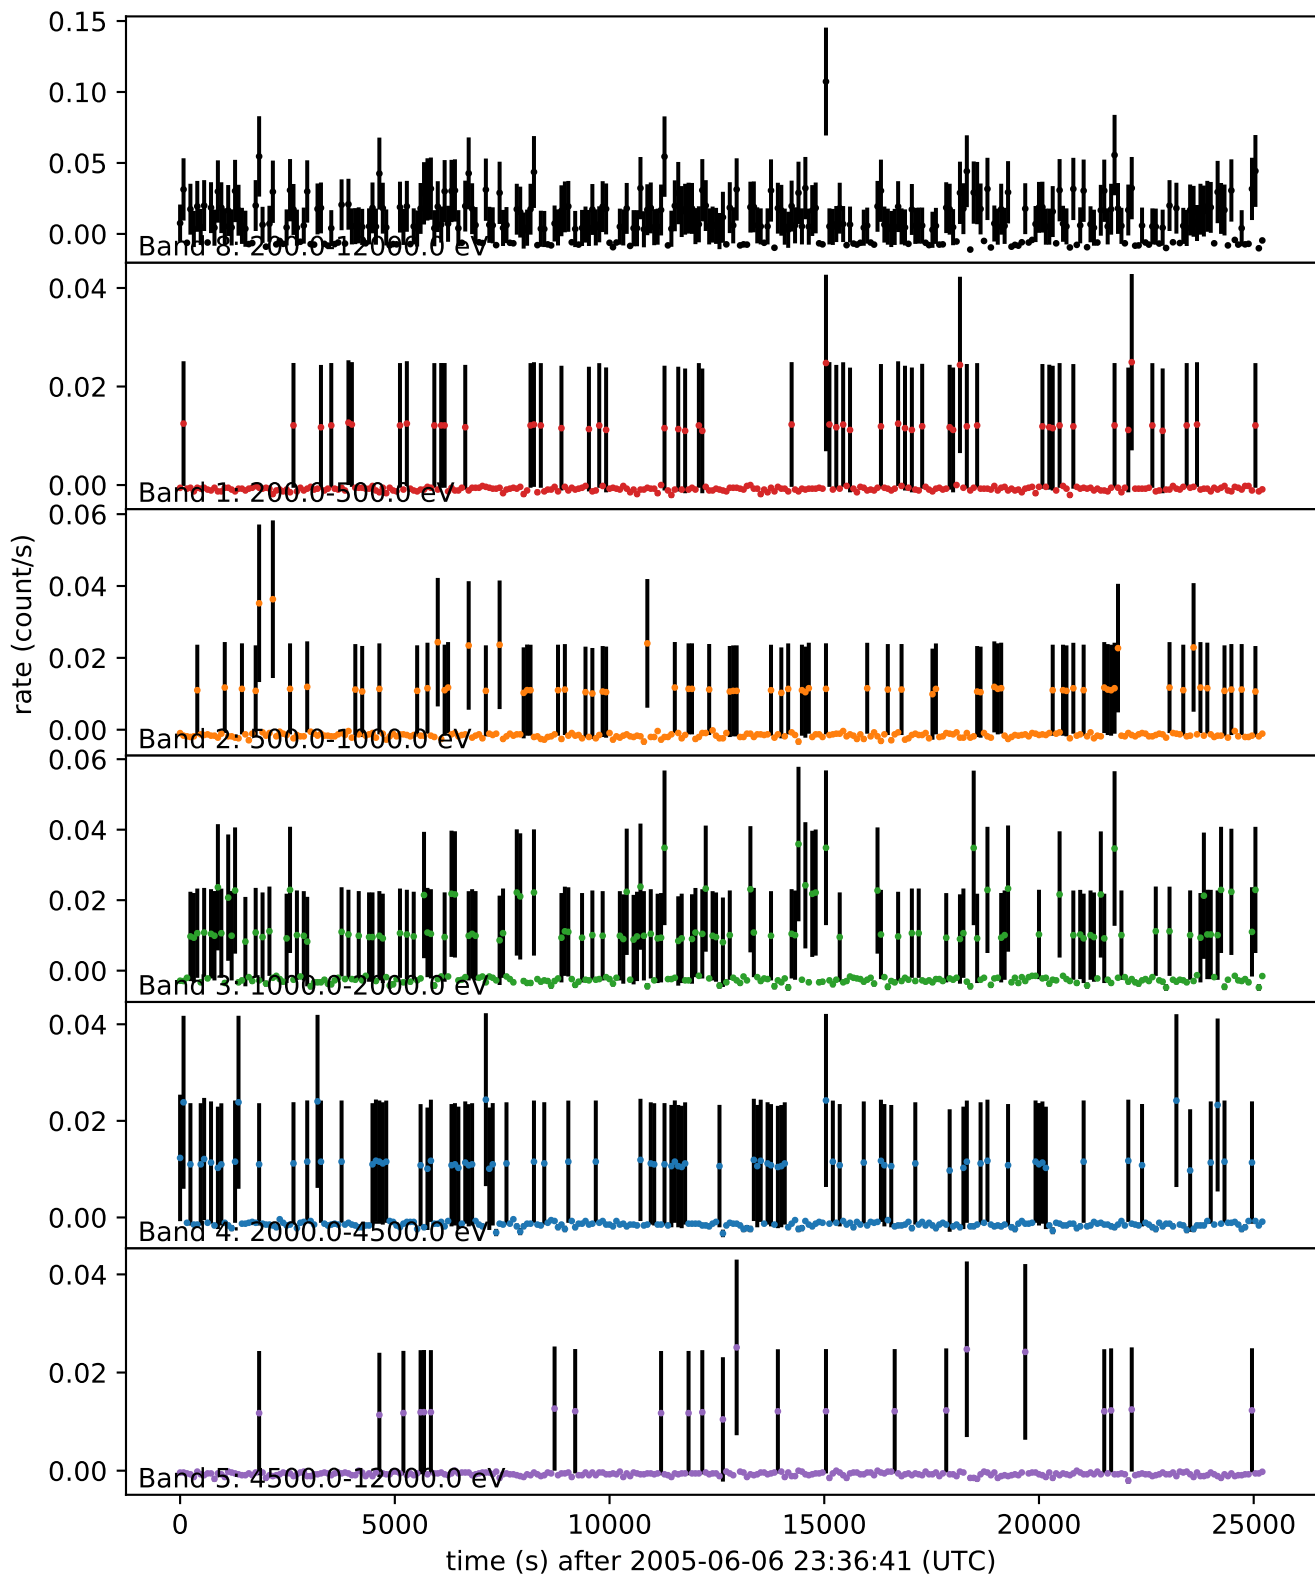 0.15
0.10
0.05
0.00
Band 8: 200.0-12000.0 eV
0.04
0.02
0.00
Band 1: 200.0-500.0 eV
0.06
0.04
0.02
0.00
Band 2: 500.0-1000.0 eV
rate (count/s)
0.06
0.04
0.02
0.00
Band 3: 1000.0-2000.0 eV
0.04
0.02
0.00
Band 4: 2000.0-4500.0 eV
0.04
0.02
0.00
Band 5: 4500.0-12000.0 eV
0 5000 10000 15000 20000 25000
time (s) after 2005-06-06 23:36:41 (UTC)